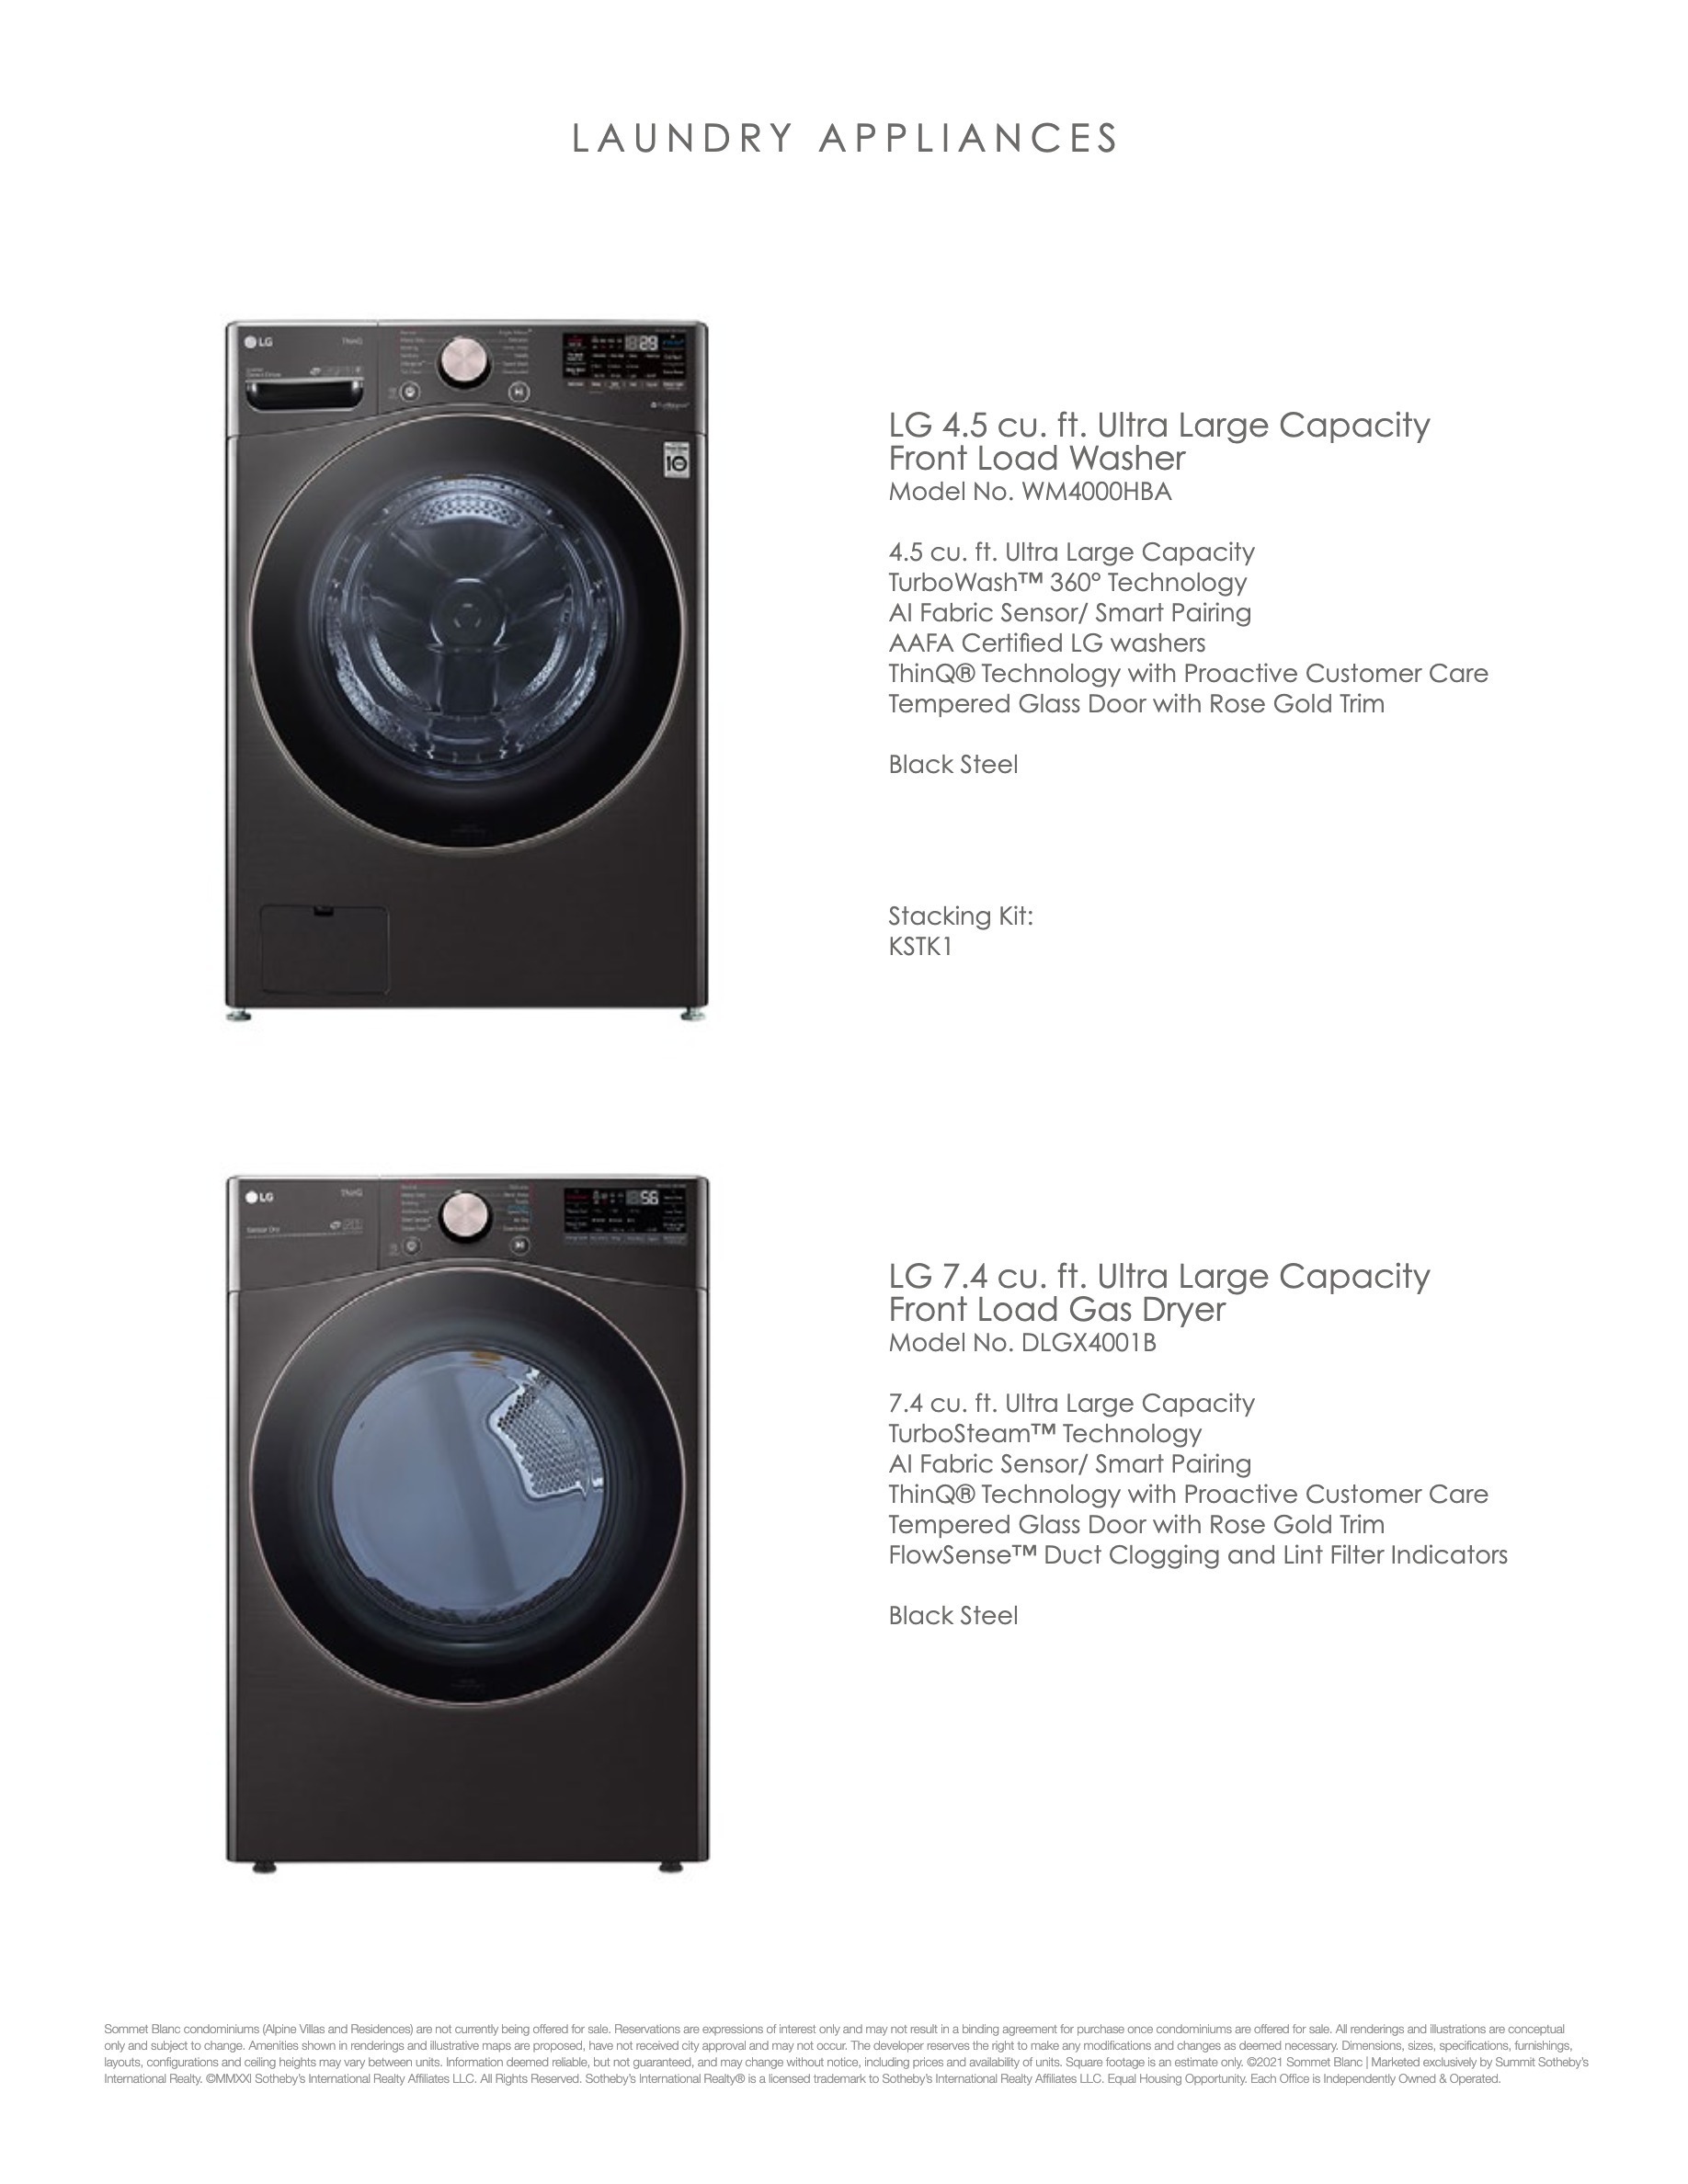 LAUNDRY APPLIANCES
LG
ThinQ
29
10
LG 4.5 cu. ft. Ultra Large Capacity
Front Load Washer
Model No. WM4000HBA
4.5 cu. ft. Ultra Large Capacity
TurboWash™ 360° Technology
AI Fabric Sensor/ Smart Pairing
AAFA Certified LG washers
ThinQ® Technology with Proactive Customer Care
Tempered Glass Door with Rose Gold Trim
Black Steel
Stacking Kit:
KSTK1
LG
ThinQ
Sensor Dry
56
LG 7.4 cu. ft. Ultra Large Capacity
Front Load Gas Dryer
Model No. DLGX4001B
7.4 cu. ft. Ultra Large Capacity
TurboSteam™ Technology
AI Fabric Sensor/ Smart Pairing
ThinQ® Technology with Proactive Customer Care
Tempered Glass Door with Rose Gold Trim
FlowSense™ Duct Clogging and Lint Filter Indicators
Black Steel
Sommet Blanc condominiums (Alpine Villas and Residences) are not currently being offered for sale. Reservations are expressions of interest only and may not result in a binding agreement for purchase once condominiums are offered for sale. All renderings and illustrations are conceptual
only and subject to change. Amenities shown in renderings and illustrative maps are proposed, have not received city approval and may not occur. The developer reserves the right to make any modifications and changes as deemed necessary. Dimensions, sizes, specifications, furnishings,
layouts, configurations and ceiling heights may vary between units. Information deemed reliable, but not guaranteed, and may change without notice, including prices and availability of units. Square footage is an estimate only. ©2021 Sommet Blanc | Marketed exclusively by Summit Sotheby's
International Realty. ©MMXXI Sotheby's International Realty Affiliates LLC. All Rights Reserved. Sotheby's International Realty® is a licensed trademark to Sotheby's International Realty Affiliates LLC. Equal Housing Opportunity. Each Office is Independently Owned & Operated.